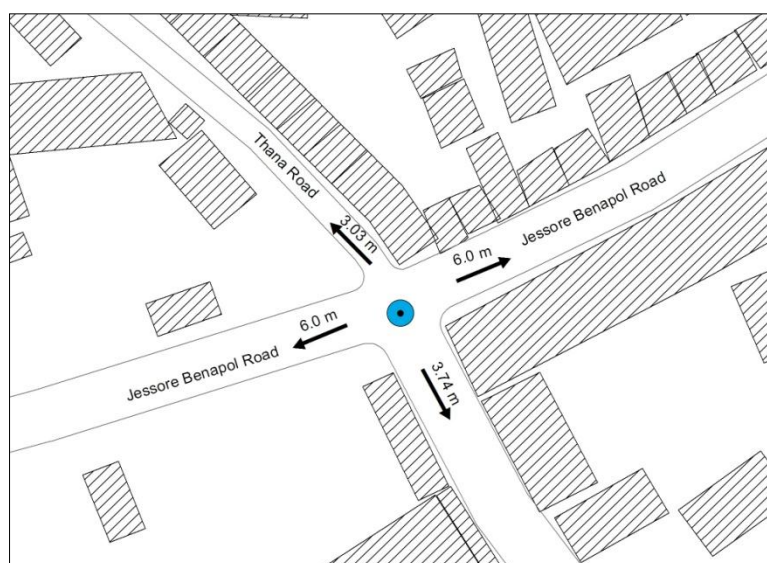 Thana Road
3.03 m
Jessore Benapol Road
6.0 m
6.0 m
Jessore Benapol Road
3.74 m